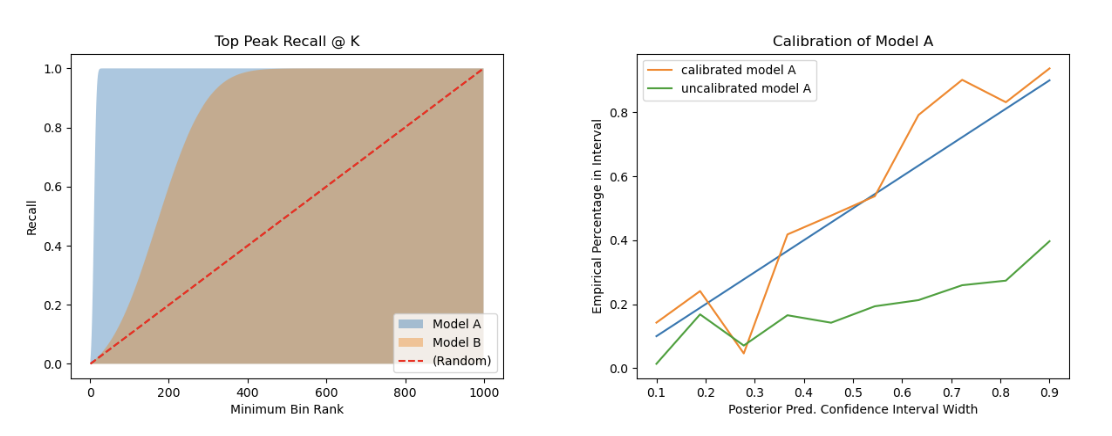 Top Peak Recall @ K
1.0
0.8
0.6
0.4
0.2
0.0
Recall
Model A
Model B
(Random)
0
200
400
600
800
1000
Minimum Bin Rank
Calibration of Model A
calibrated model A
uncalibrated model A
0.8
0.6
0.4
0.2
0.0
Empirical Percentage in Interval
0.1
0.2
0.3
0.4
0.5
0.6
0.7
0.8
0.9
Posterior Pred. Confidence Interval Width